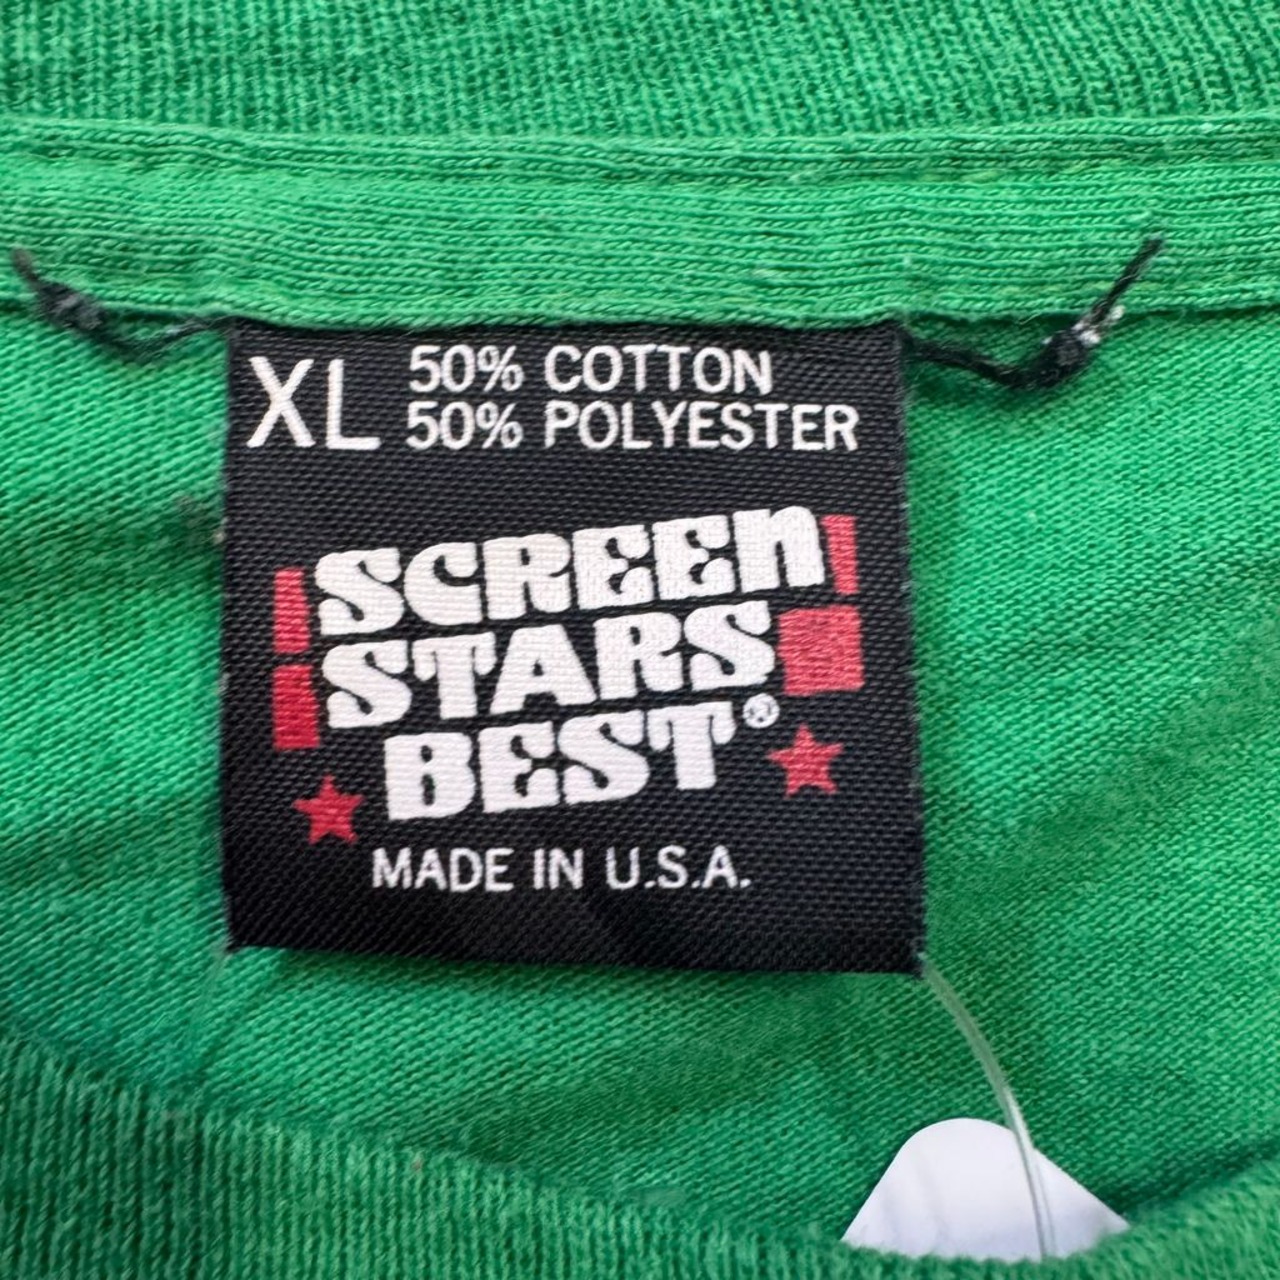 XL
50% COTTON
50% POLYESTER
SCREEN
STARS
BEST®
MADE IN U.S.A.